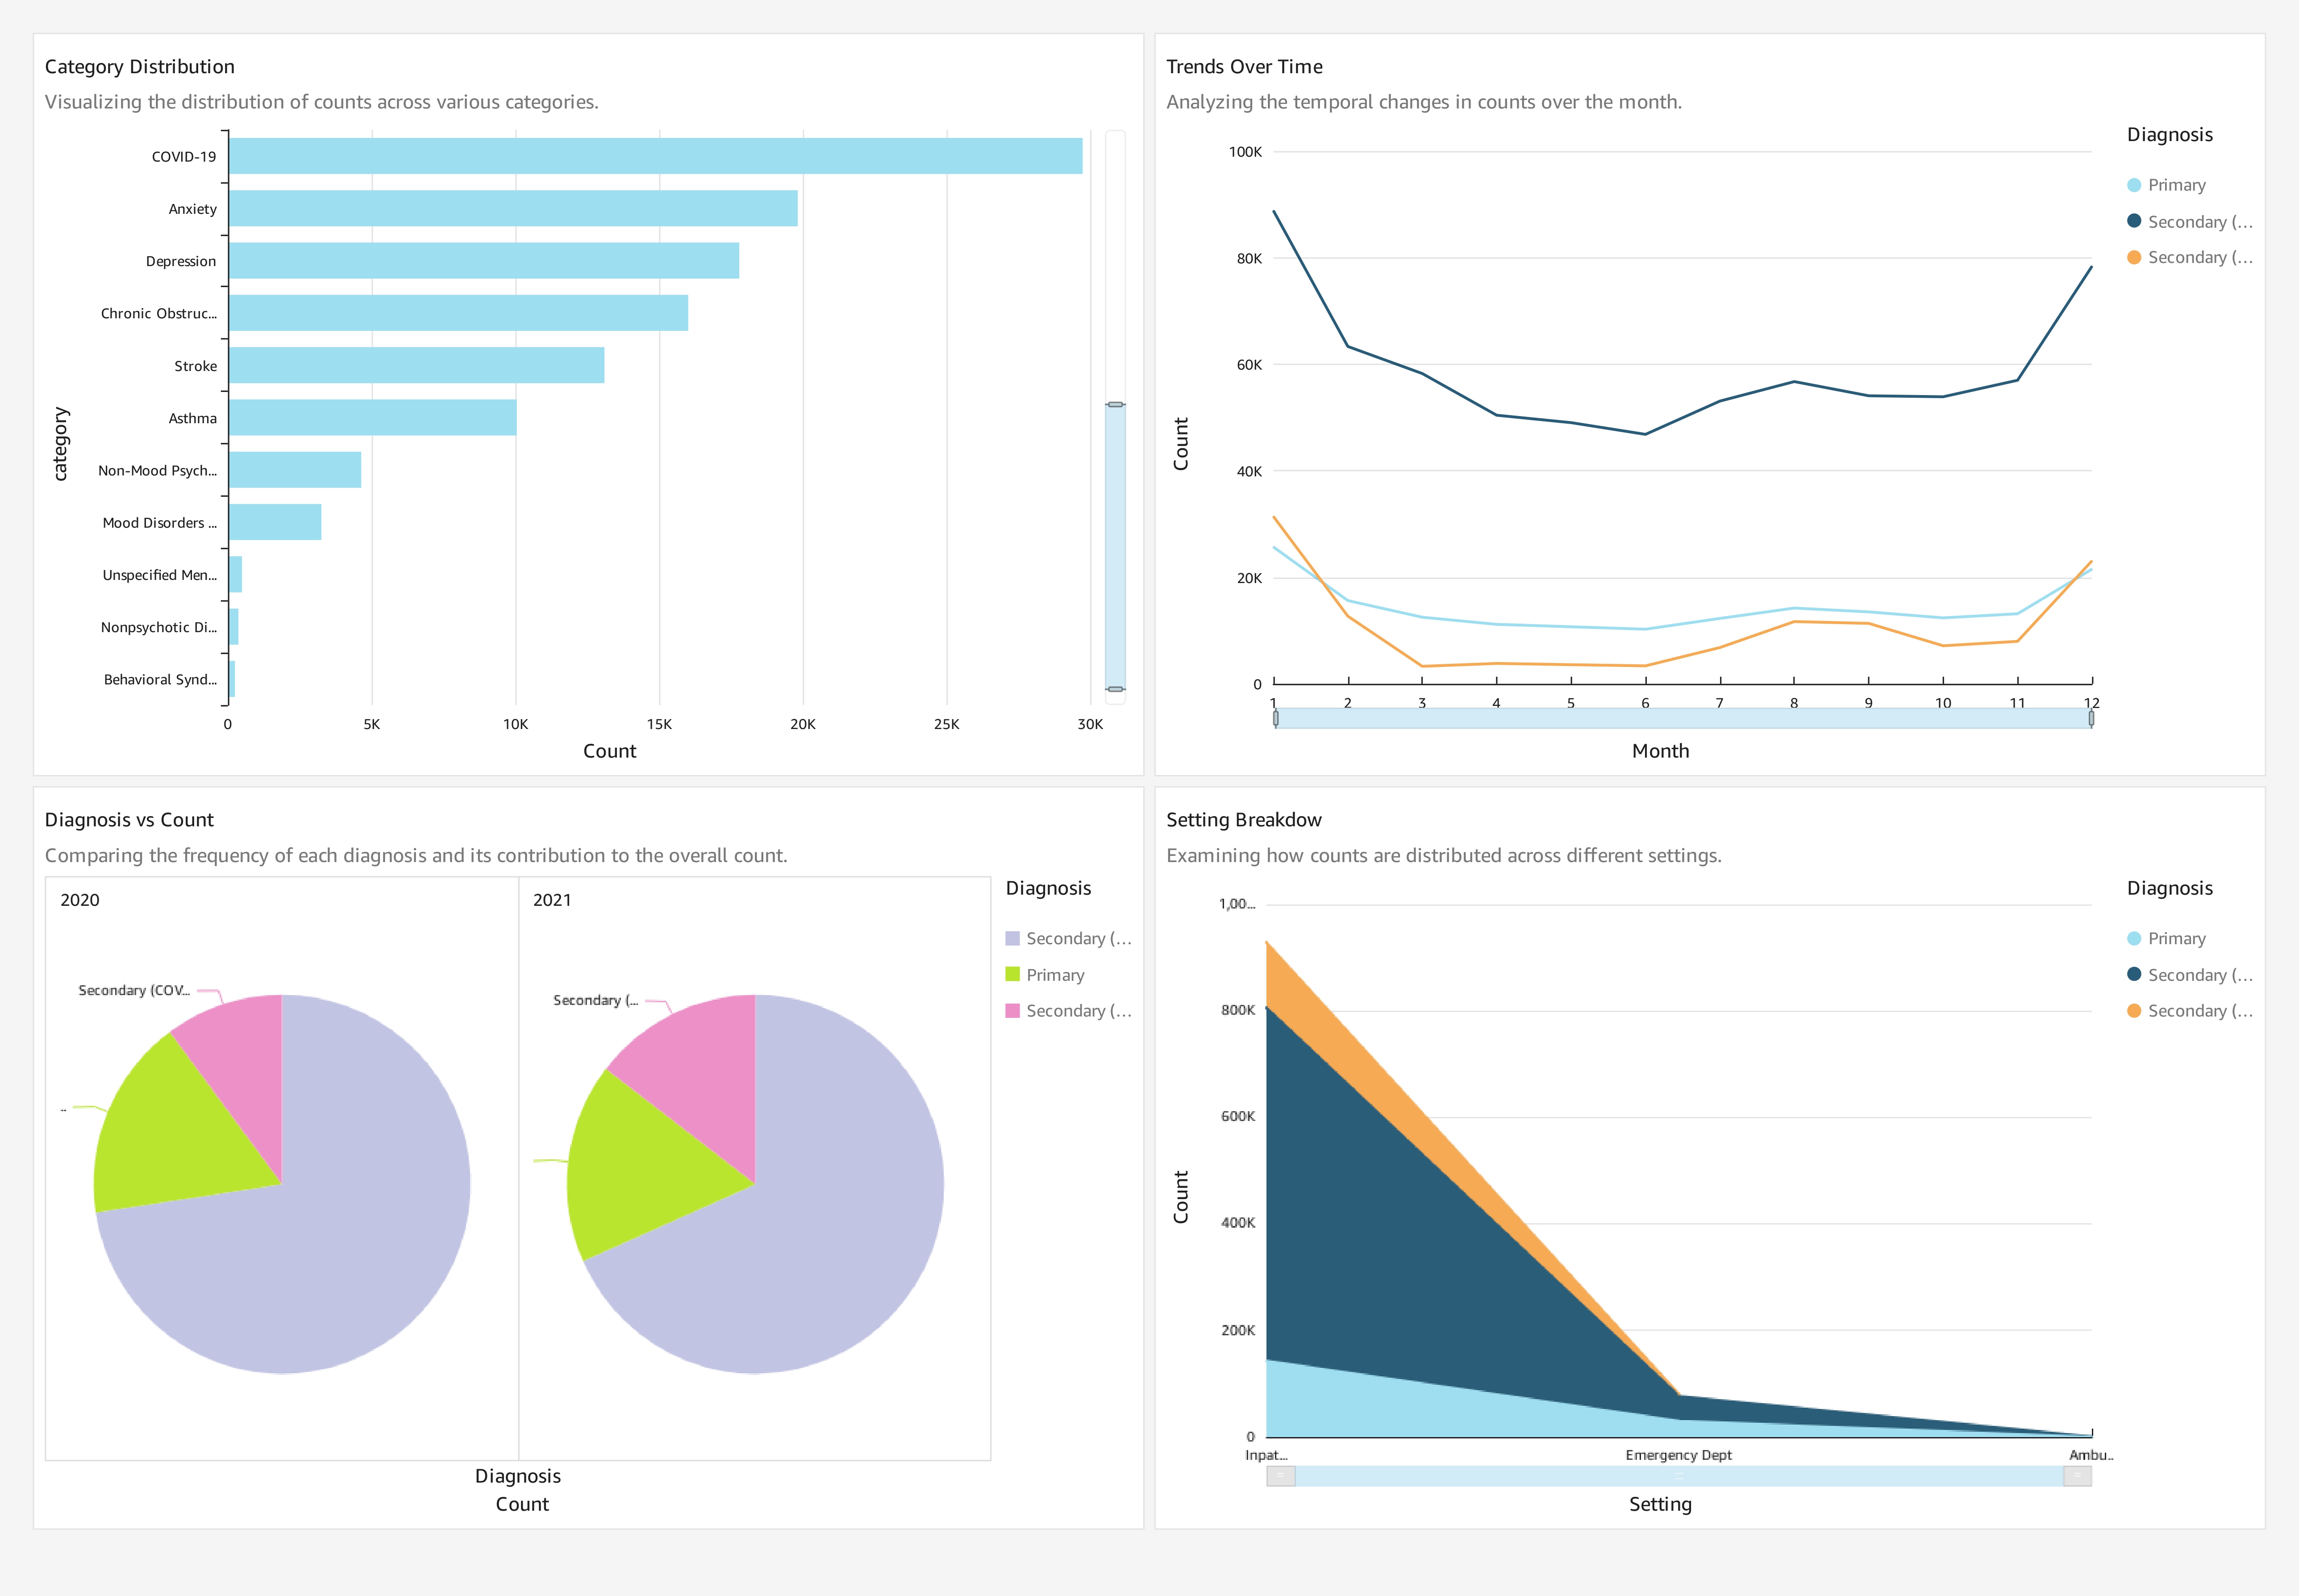 Category Distribution
Visualizing the distribution of counts across various categories.
category
COVID-19
Anxiety
Depression
Chronic Obstruc...
Stroke
Asthma
Non-Mood Psych...
Mood Disorders ...
Unspecified Men...
Nonpsychotic Di...
Behavioral Synd...
0 5K 10K 15K 20K 25K 30K
Count
Trends Over Time
Analyzing the temporal changes in counts over the month.
Count
100K
80K
60K
40K
20K
0
1 2 3 4 5 6 7 8 9 10 11 12
Month
Diagnosis
Primary
Secondary (...
Secondary (...
Diagnosis vs Count
Comparing the frequency of each diagnosis and its contribution to the overall count.
2020
Secondary (COV...
..
2021
Secondary (...
Diagnosis
Count
Diagnosis
Secondary (...
Primary
Secondary (...
Setting Breakdow
Examining how counts are distributed across different settings.
Count
1,00...
800K
600K
400K
200K
0
Inpat... Emergency Dept Ambu..
Setting
Diagnosis
Primary
Secondary (...
Secondary (...